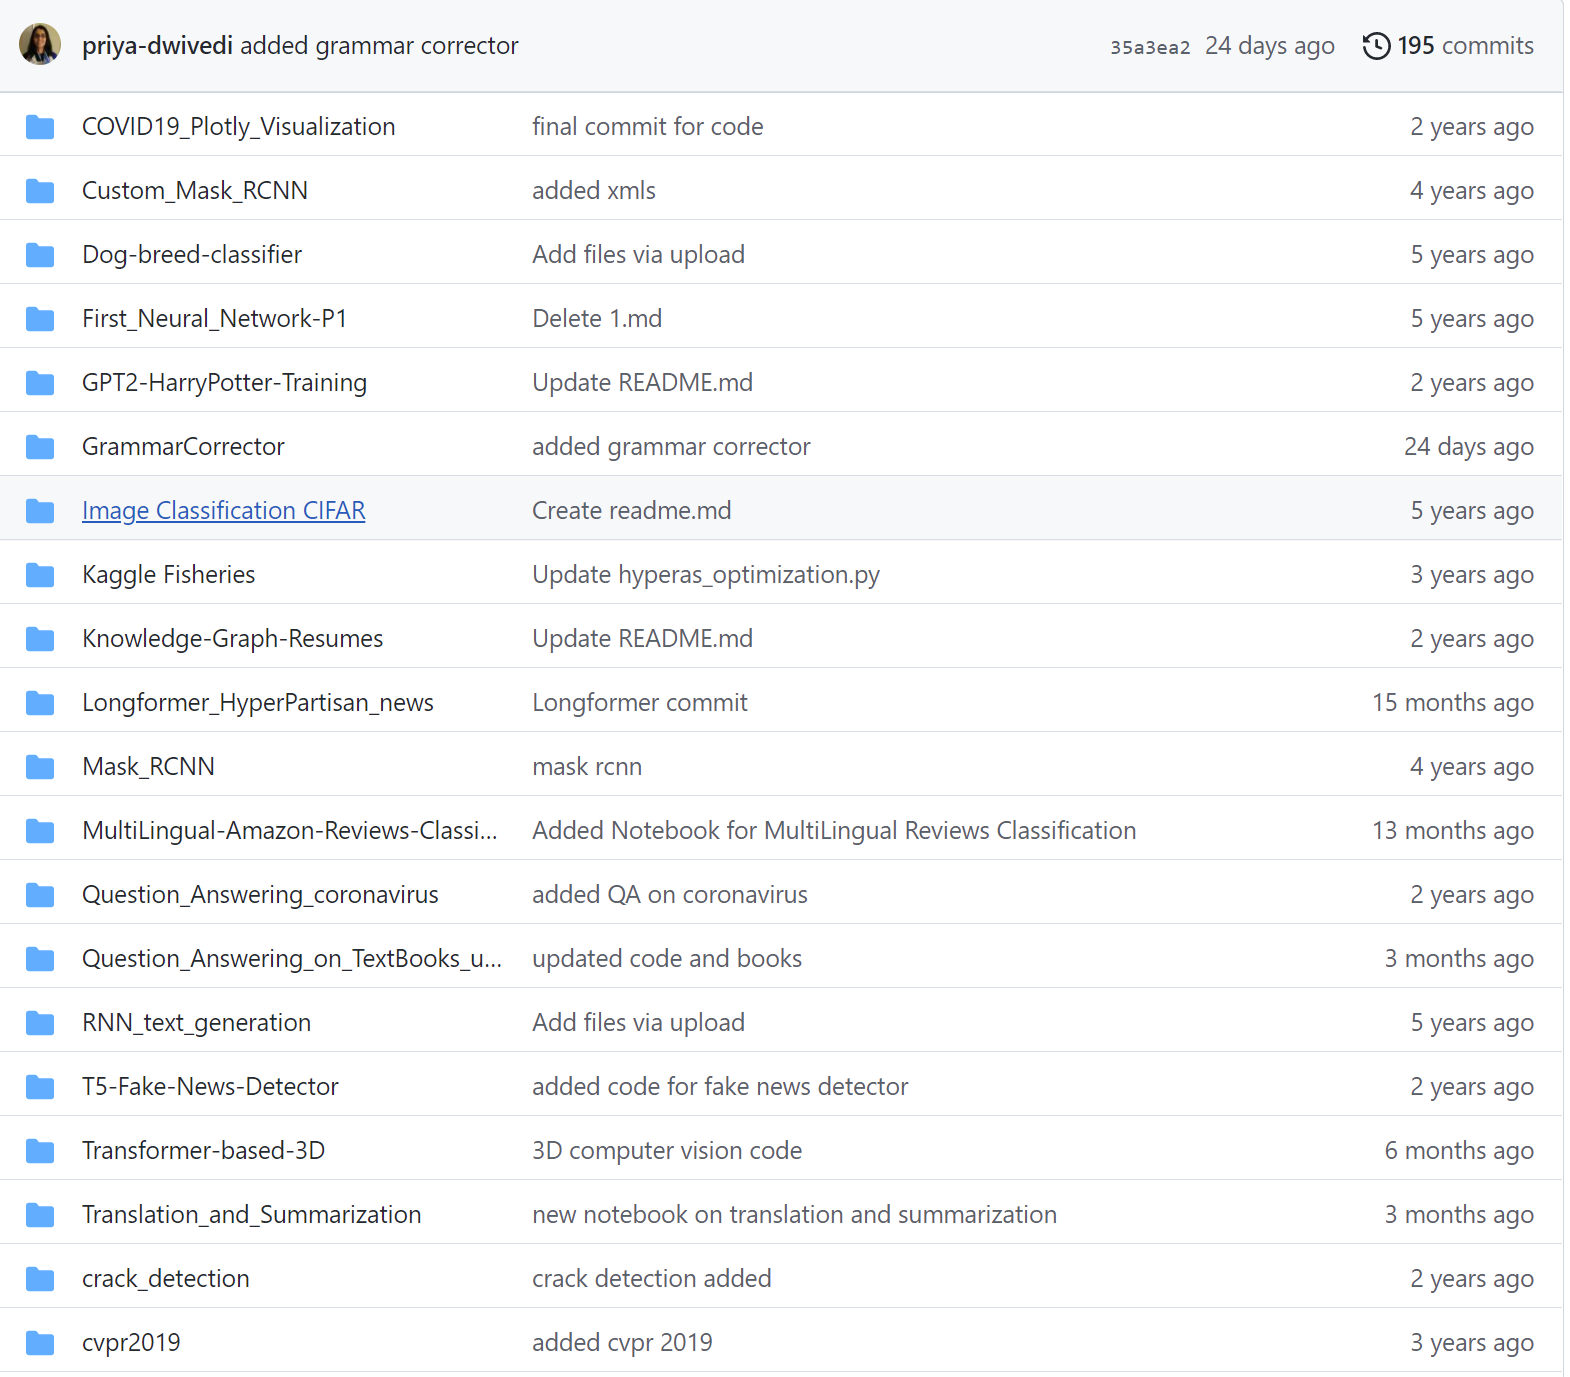 priya-dwivedi added grammar corrector 35a3ea2 24 days ago 195 commits
COVID19_Plotly_Visualization final commit for code 2 years ago
Custom_Mask_RCNN added xmls 4 years ago
Dog-breed-classifier Add files via upload 5 years ago
First_Neural_Network-P1 Delete 1.md 5 years ago
GPT2-HarryPotter-Training Update README.md 2 years ago
GrammarCorrector added grammar corrector 24 days ago
Image Classification CIFAR Create readme.md 5 years ago
Kaggle Fisheries Update hyperas_optimization.py 3 years ago
Knowledge-Graph-Resumes Update README.md 2 years ago
Longformer_HyperPartisan_news Longformer commit 15 months ago
Mask_RCNN mask rcnn 4 years ago
MultiLingual-Amazon-Reviews-Classi... Added Notebook for MultiLingual Reviews Classification 13 months ago
Question_Answering_coronavirus added QA on coronavirus 2 years ago
Question_Answering_on_TextBooks_u... updated code and books 3 months ago
RNN_text_generation Add files via upload 5 years ago
T5-Fake-News-Detector added code for fake news detector 2 years ago
Transformer-based-3D 3D computer vision code 6 months ago
Translation_and_Summarization new notebook on translation and summarization 3 months ago
crack_detection crack detection added 2 years ago
cvpr2019 added cvpr 2019 3 years ago